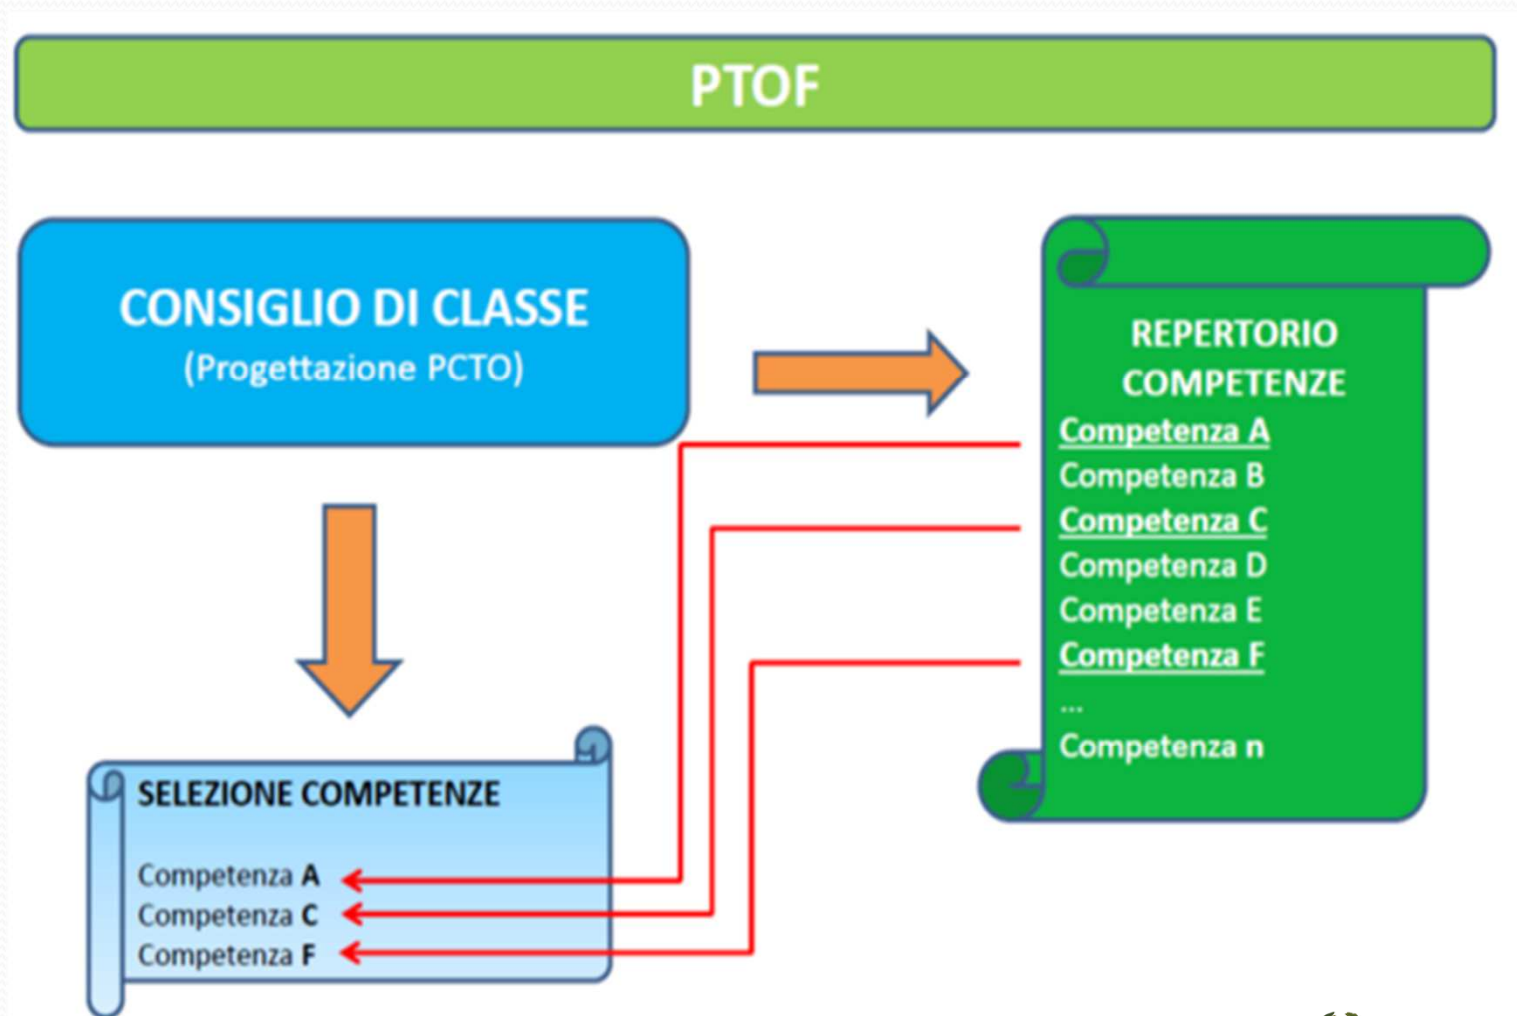 PTOF
CONSIGLIO DI CLASSE
(Progettazione PCTO)
REPERTORIO
COMPETENZE
Competenza A
Competenza B
Competenza C
Competenza D
Competenza E
Competenza F
...
Competenza n
SELEZIONE COMPETENZE
Competenza A
Competenza C
Competenza F